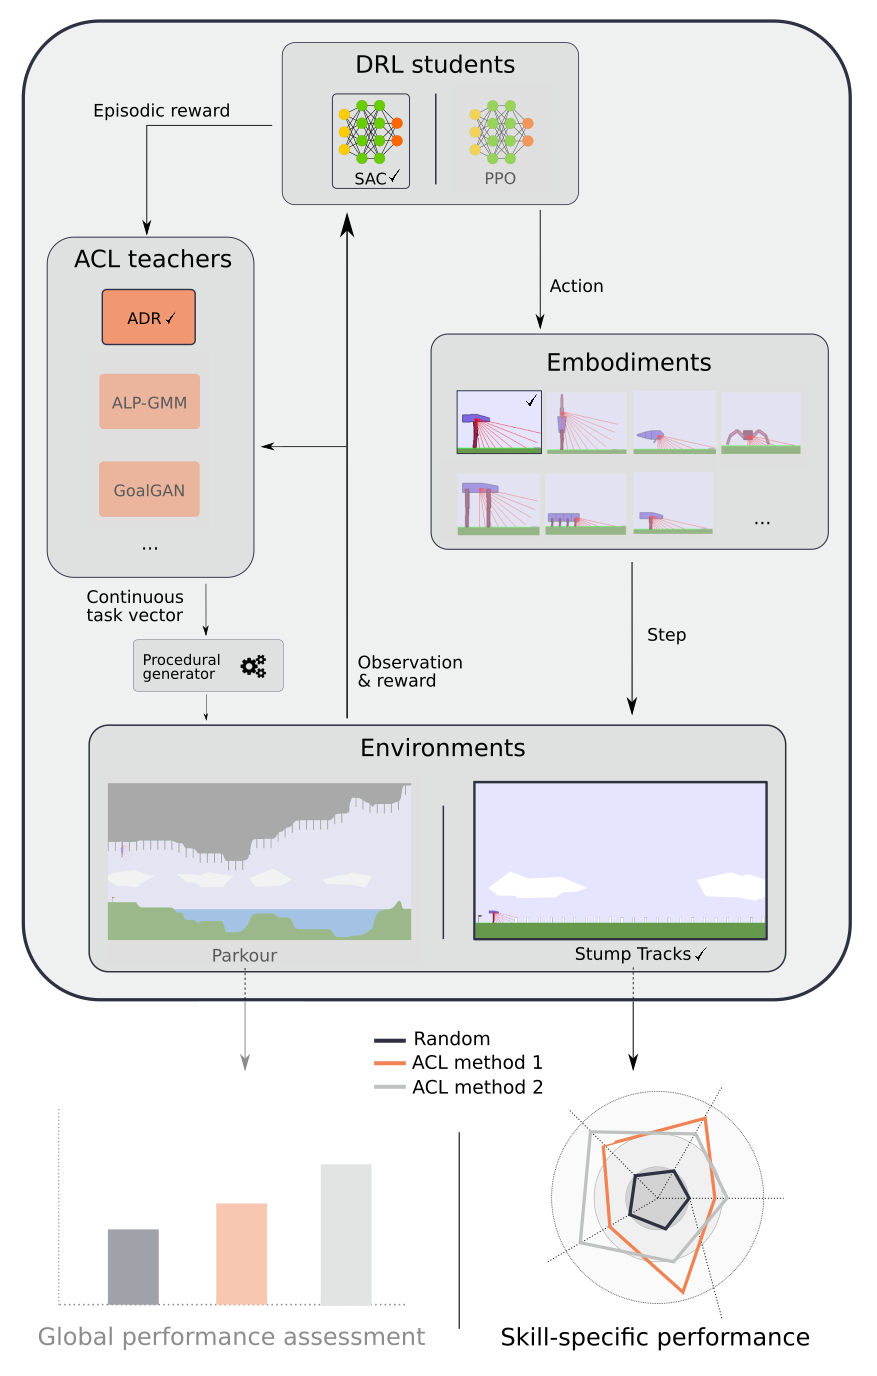 DRL students
SAC✓
PPO
Episodic reward
ACL teachers
ADR ✓
ALP-GMM
GoalGAN
...
Action
Embodiments
✓
...
Continuous
task vector
Procedural
generator
Observation
& reward
Step
Environments
Parkour
Stump Tracks ✓
Random
ACL method 1
ACL method 2
Global performance assessment
Skill-specific performance